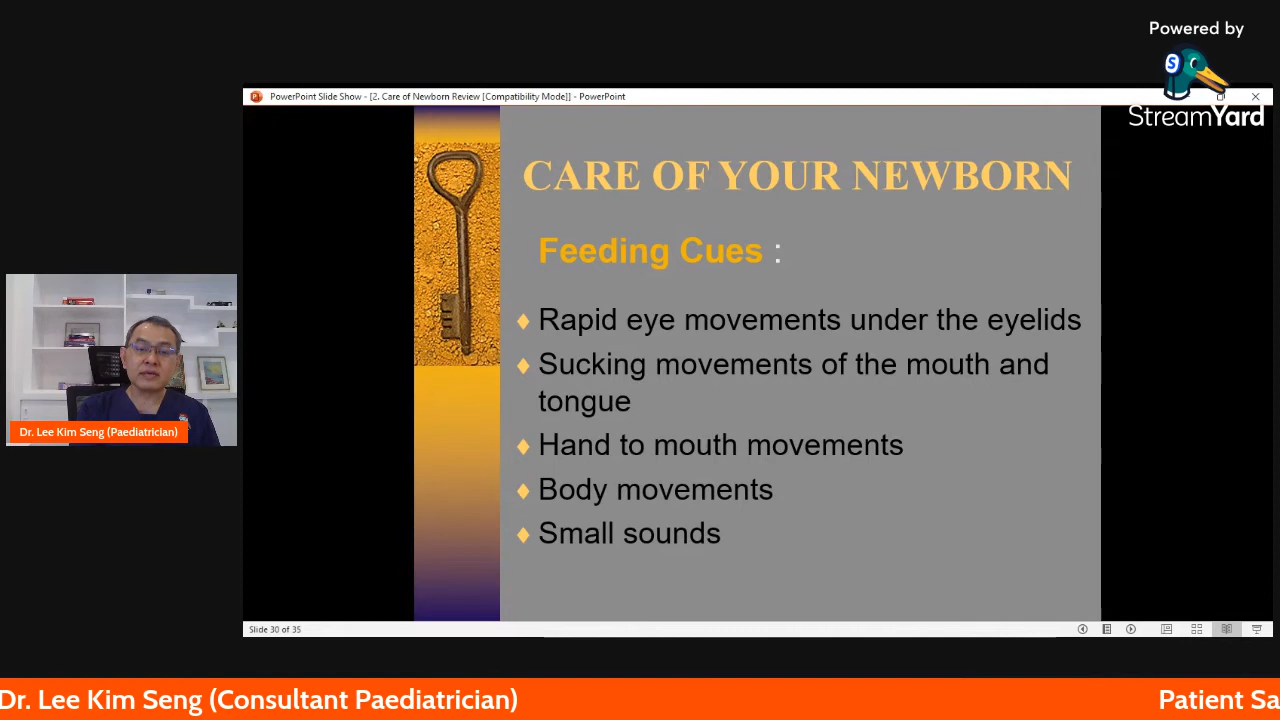 Powered by
S
StreamYard
PowerPoint Slide Show - [2. Care of Newborn Review [Compatibility Mode]] - PowerPoint
CARE OF YOUR NEWBORN
Feeding Cues :
Rapid eye movements under the eyelids
Sucking movements of the mouth and
tongue
Hand to mouth movements
Body movements
Small sounds
Dr. Lee Kim Seng (Paediatrician)
Slide 30 of 35
Dr. Lee Kim Seng (Consultant Paediatrician)
Patient Sa